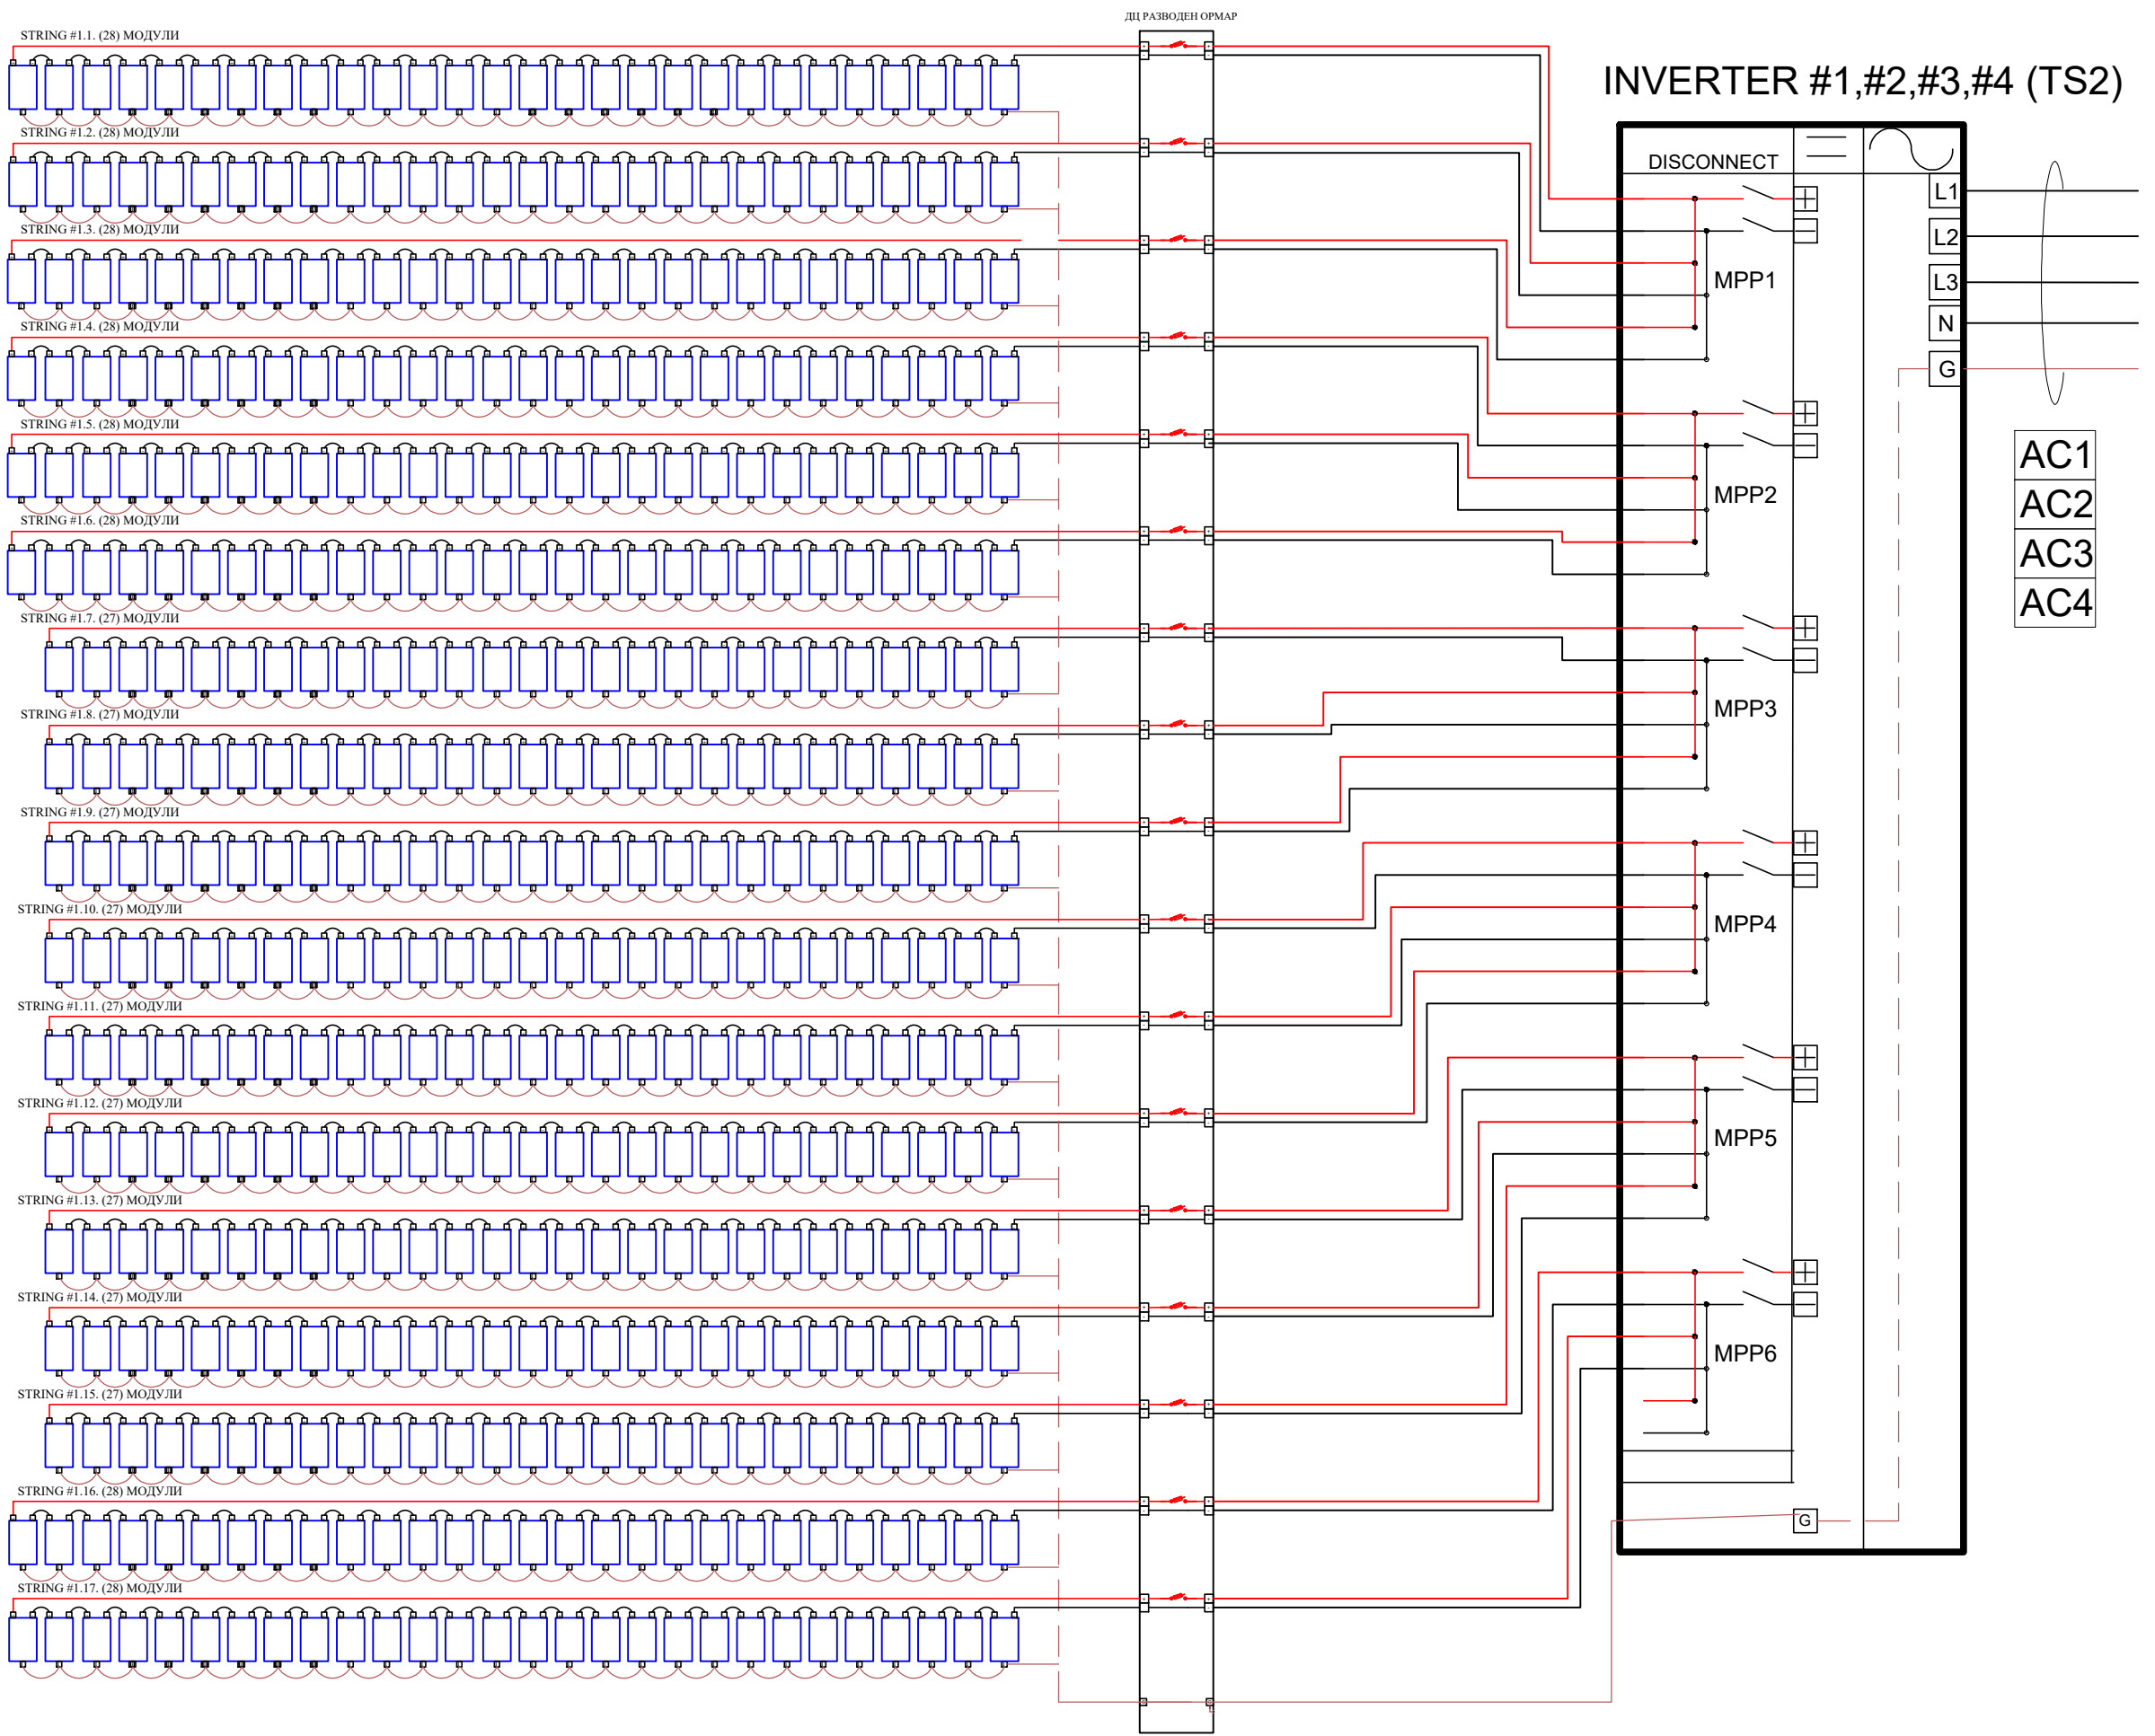 ДЦ РАЗВОДЕН ОРМАР
STRING #1.1. (28) МОДУЛИ
STRING #1.2. (28) МОДУЛИ
STRING #1.3. (28) МОДУЛИ
STRING #1.4. (28) МОДУЛИ
STRING #1.5. (28) МОДУЛИ
STRING #1.6. (28) МОДУЛИ
STRING #1.7. (27) МОДУЛИ
STRING #1.8. (27) МОДУЛИ
STRING #1.9. (27) МОДУЛИ
STRING #1.10. (27) МОДУЛИ
STRING #1.11. (27) МОДУЛИ
STRING #1.12. (27) МОДУЛИ
STRING #1.13. (27) МОДУЛИ
STRING #1.14. (27) МОДУЛИ
STRING #1.15. (27) МОДУЛИ
STRING #1.16. (28) МОДУЛИ
STRING #1.17. (28) МОДУЛИ
INVERTER #1,#2,#3,#4 (TS2)
DISCONNECT
MPP1
MPP2
MPP3
MPP4
MPP5
MPP6
G
L1
L2
L3
N
G
AC1
AC2
AC3
AC4